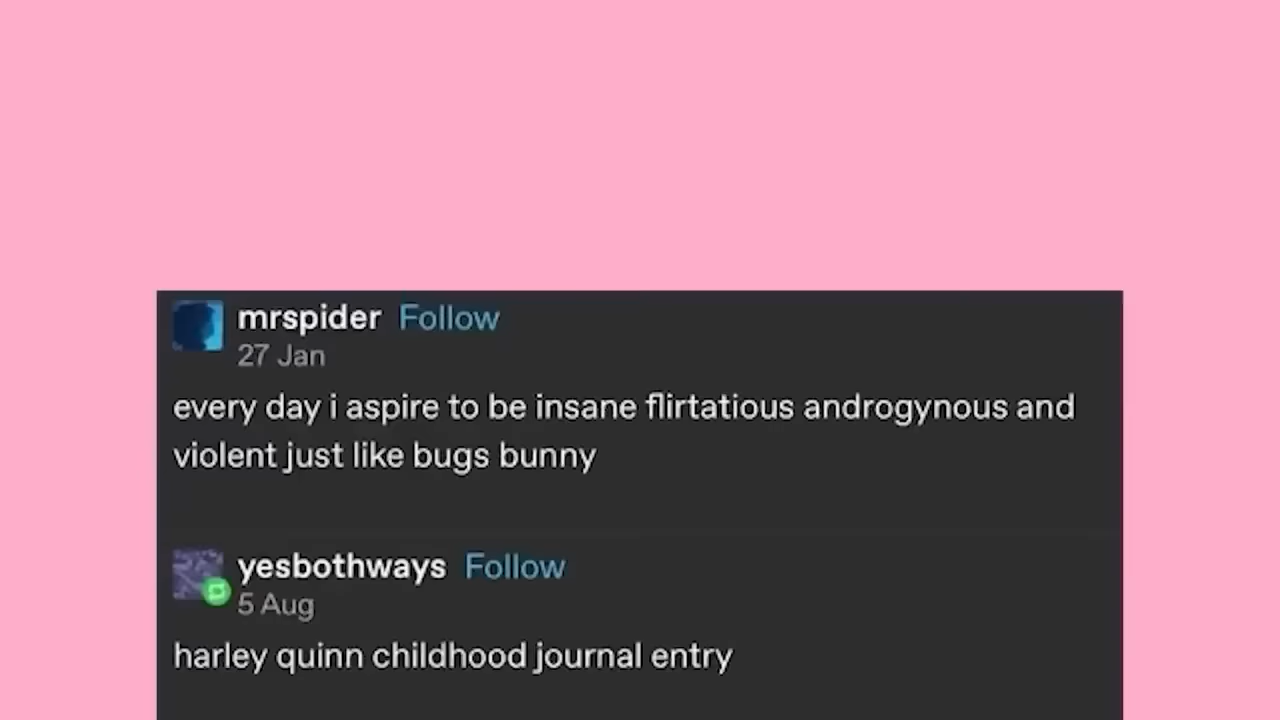 mrspider Follow
27 Jan
every day i aspire to be insane flirtatious androgynous and
violent just like bugs bunny
yesbothways Follow
5 Aug
harley quinn childhood journal entry